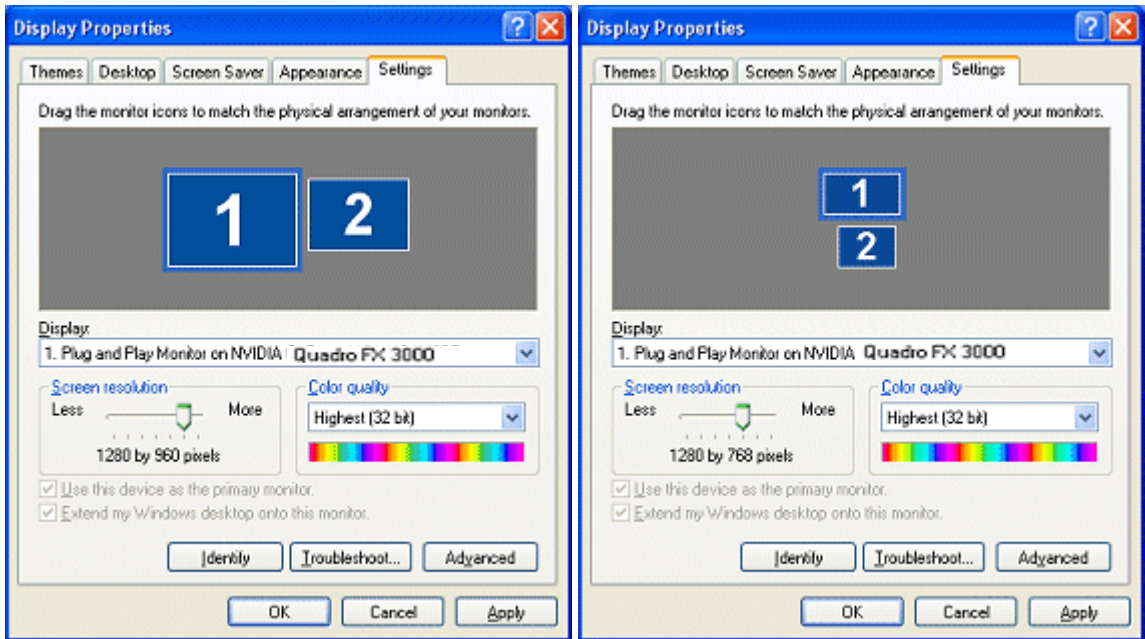 Display Properties
Themes Desktop Screen Saver Appearance Settings
Drag the monitor icons to match the physical arrangement of your monitors.
1 2
Display:
1. Plug and Play Monitor on NVIDIA Quadro FX 3000
Screen resolution
Less More
1280 by 960 pixels
Color quality
Highest (32 bit)
Use this device as the primary monitor.
Extend my Windows desktop onto this monitor.
Identify Troubleshoot... Advanced
OK Cancel Apply
Display Properties
Themes Desktop Screen Saver Appearance Settings
Drag the monitor icons to match the physical arrangement of your monitors.
1
2
Display:
1. Plug and Play Monitor on NVIDIA Quadro FX 3000
Screen resolution
Less More
1280 by 768 pixels
Color quality
Highest (32 bit)
Use this device as the primary monitor.
Extend my Windows desktop onto this monitor.
Identify Troubleshoot... Advanced
OK Cancel Apply